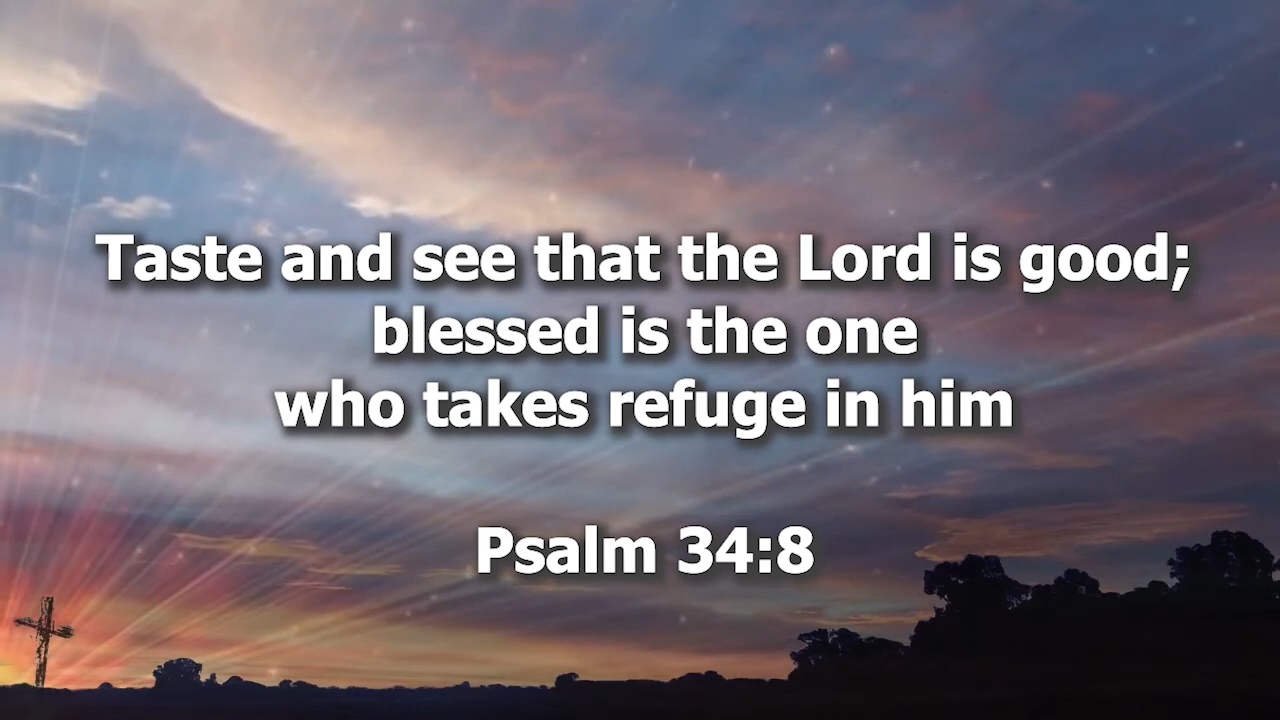 Taste and see that the Lord is good;
blessed is the one
who takes refuge in him
Psalm 34:8